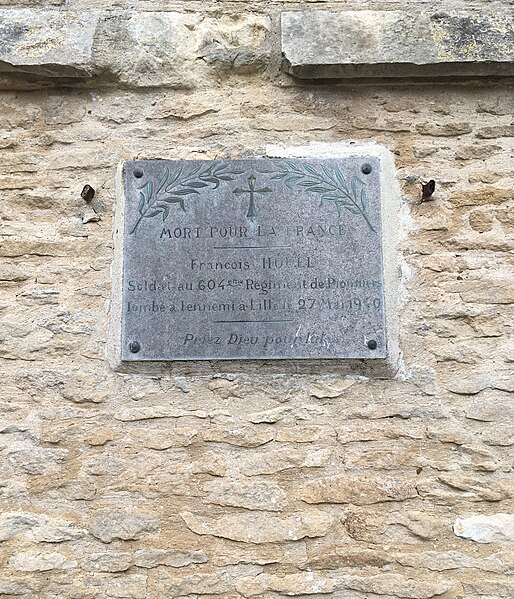 MORT POUR LA FRANCE
François HOUEL
Soldat au 604ème Régiment de Pionniers
Tombé à l'ennemi à Lille le 27 Mai 1940
Priez Dieu pour lui